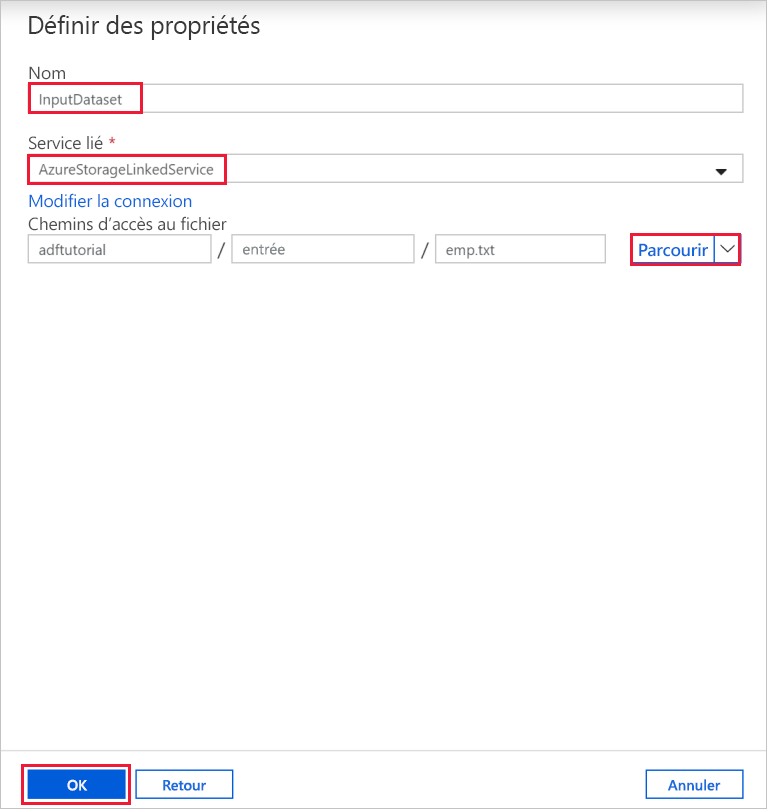 Définir des propriétés
Nom
InputDataset
Service lié *
AzureStorageLinkedService
Modifier la connexion
Chemins d’accès au fichier
adftutorial / entrée / emp.txt Parcourir
OK Retour Annuler